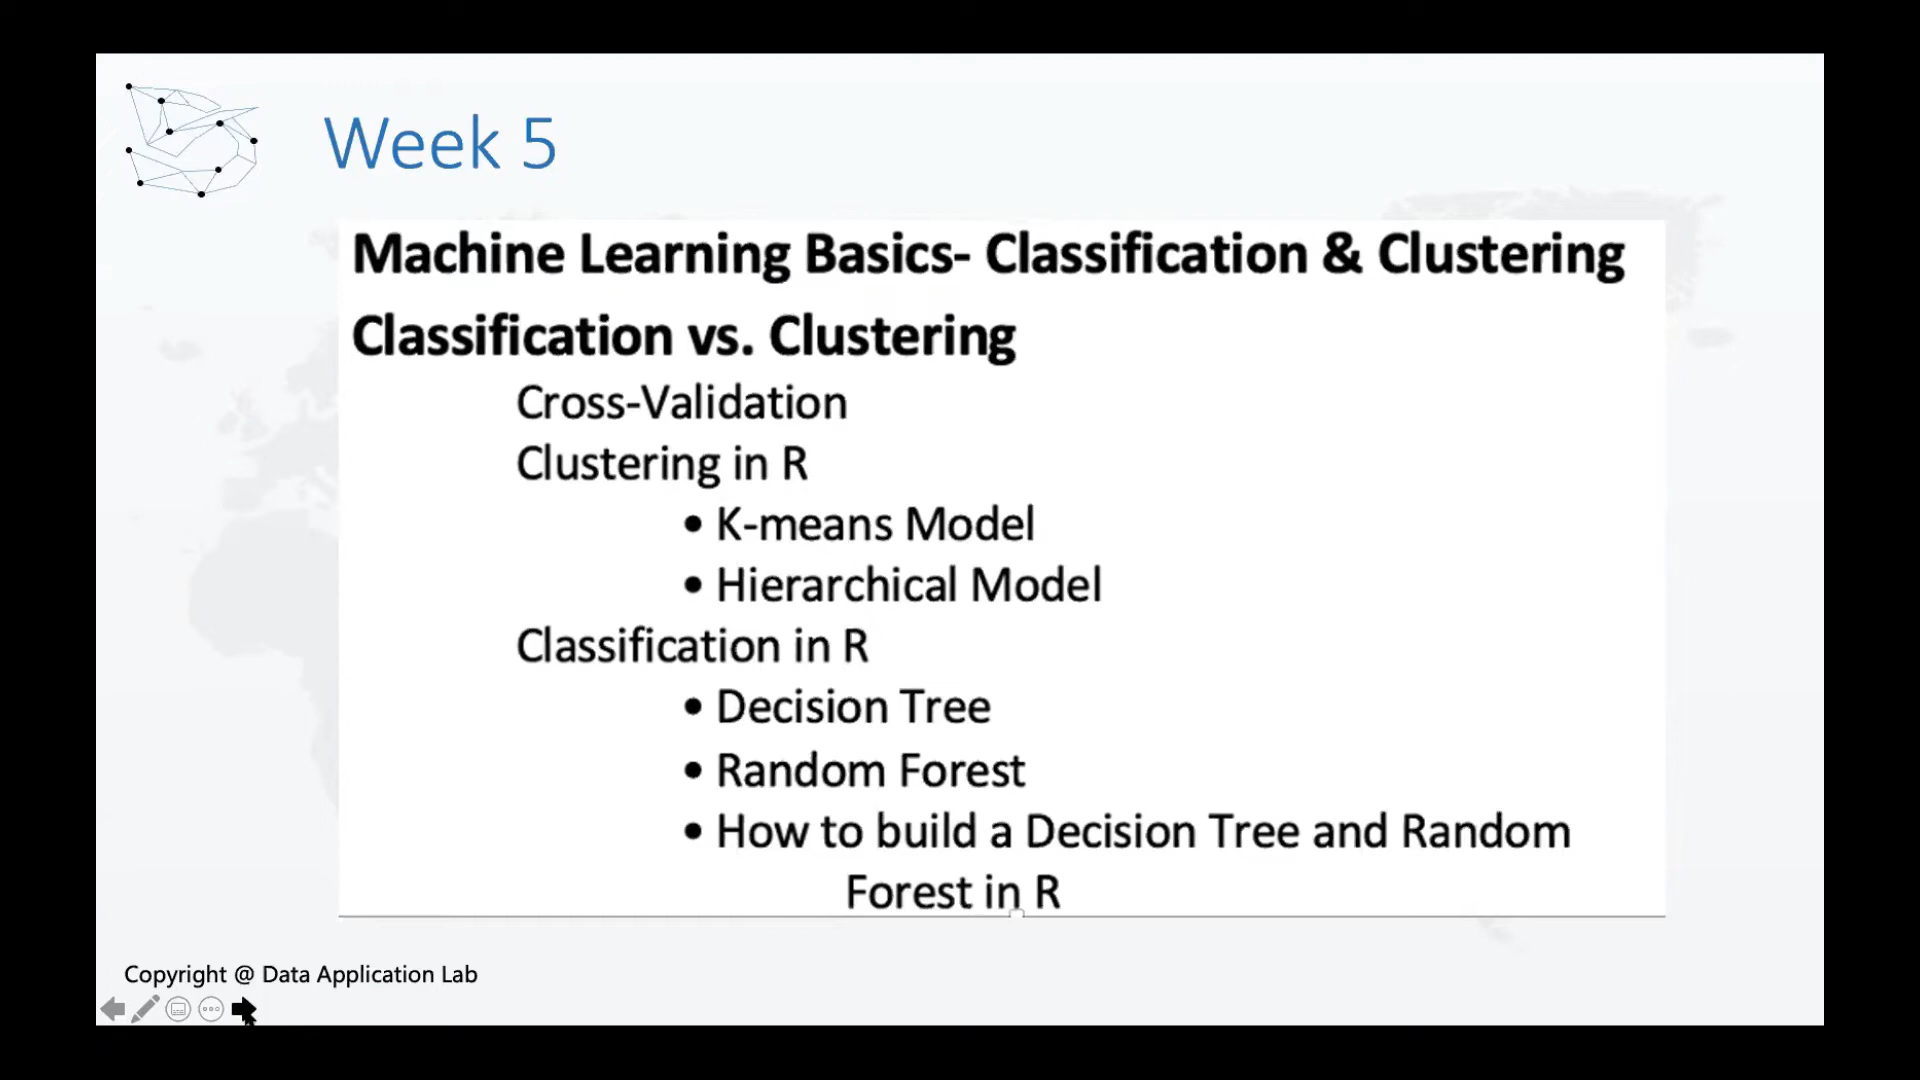 Week 5
Machine Learning Basics- Classification & Clustering
Classification vs. Clustering
Cross-Validation
Clustering in R
• K-means Model
• Hierarchical Model
Classification in R
• Decision Tree
• Random Forest
• How to build a Decision Tree and Random
Forest in R
Copyright @ Data Application Lab